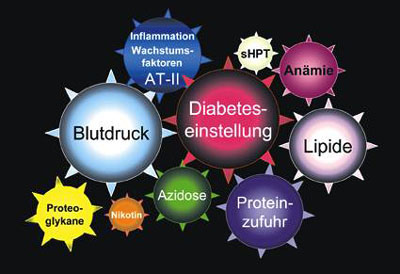 Inflammation
Wachstums-
faktoren
AT-II
sHPT
Anämie
Diabetes-
einstellung
Blutdruck
Lipide
Azidose
Protein-
zufuhr
Proteo-
glykane
Nikotin